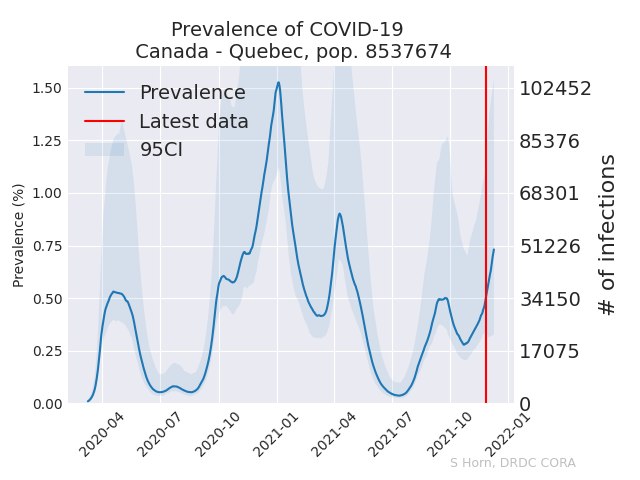 Prevalence of COVID-19
Canada - Quebec, pop. 8537674
Prevalence
Latest data
95CI
Prevalence (%)
1.50
1.25
1.00
0.75
0.50
0.25
0.00
102452
85376
68301
51226
34150
17075
0
# of infections
2020-04
2020-07
2020-10
2021-01
2021-04
2021-07
2021-10
2022-01
S Horn, DRDC CORA